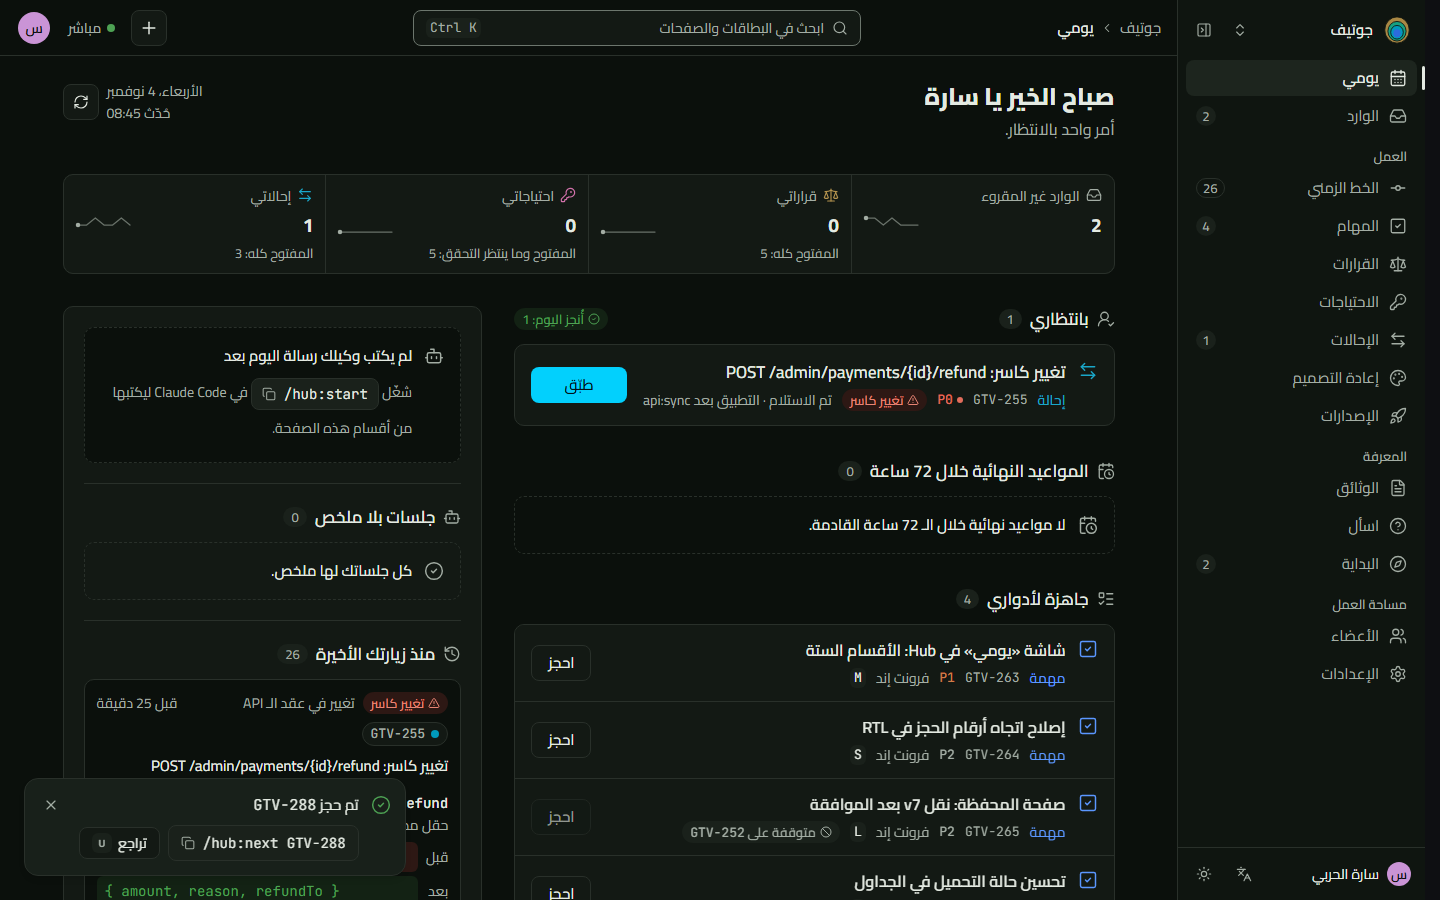 جوتيف
يومي
الوارد 2
العمل
الخط الزمني 26
المهام 4
القرارات
الاحتياجات
الإحالات 1
إعادة التصميم
الإصدارات
المعرفة
الوثائق
اسأل
البداية 2
مساحة العمل
الأعضاء
الإعدادات
س سارة الحربي
جوتيف › يومي
ابحث في البطاقات والصفحات Ctrl K
مباشر
س
صباح الخير يا سارة
أمر واحد بالانتظار.
الأربعاء، 4 نوفمبر
حُدّث 08:45
الوارد غير المقروء
2
قراراتي
0
المفتوح كله: 5
احتياجاتي
0
المفتوح وما ينتظر التحقق: 5
إحالاتي
1
المفتوح كله: 3
بانتظاري 1
أُنجز اليوم: 1
تغيير كاسر: POST /admin/payments/{id}/refund
إحالة GTV-255 P0 تغيير كاسر تم الاستلام · التطبيق بعد api:sync
طبّق
المواعيد النهائية خلال 72 ساعة 0
لا مواعيد نهائية خلال الـ 72 ساعة القادمة.
جاهزة لأدواري 4
شاشة «يومي» في Hub: الأقسام الستة
مهمة GTV-263 P1 فرونت إند M
احجز
إصلاح اتجاه أرقام الحجز في RTL
مهمة GTV-264 P2 فرونت إند S
احجز
صفحة المحفظة: نقل v7 بعد الموافقة
مهمة GTV-265 P2 فرونت إند L متوقفة على GTV-252
احجز
تحسين حالة التحميل في الجداول
احجز
لم يكتب وكيلك رسالة اليوم بعد
شغّل /hub:start في Claude Code ليكتبها
من أقسام هذه الصفحة.
جلسات بلا ملخص 0
كل جلساتك لها ملخص.
منذ زيارتك الأخيرة 26
تغيير كاسر تغيير في عقد الـ API قبل 25 دقيقة
GTV-255
تغيير كاسر: POST /admin/payments/{id}/refund
efund
حقل
قبل
بعد { amount, reason, refundTo }
تم حجز GTV-288
/hub:next GTV-288
تراجع U